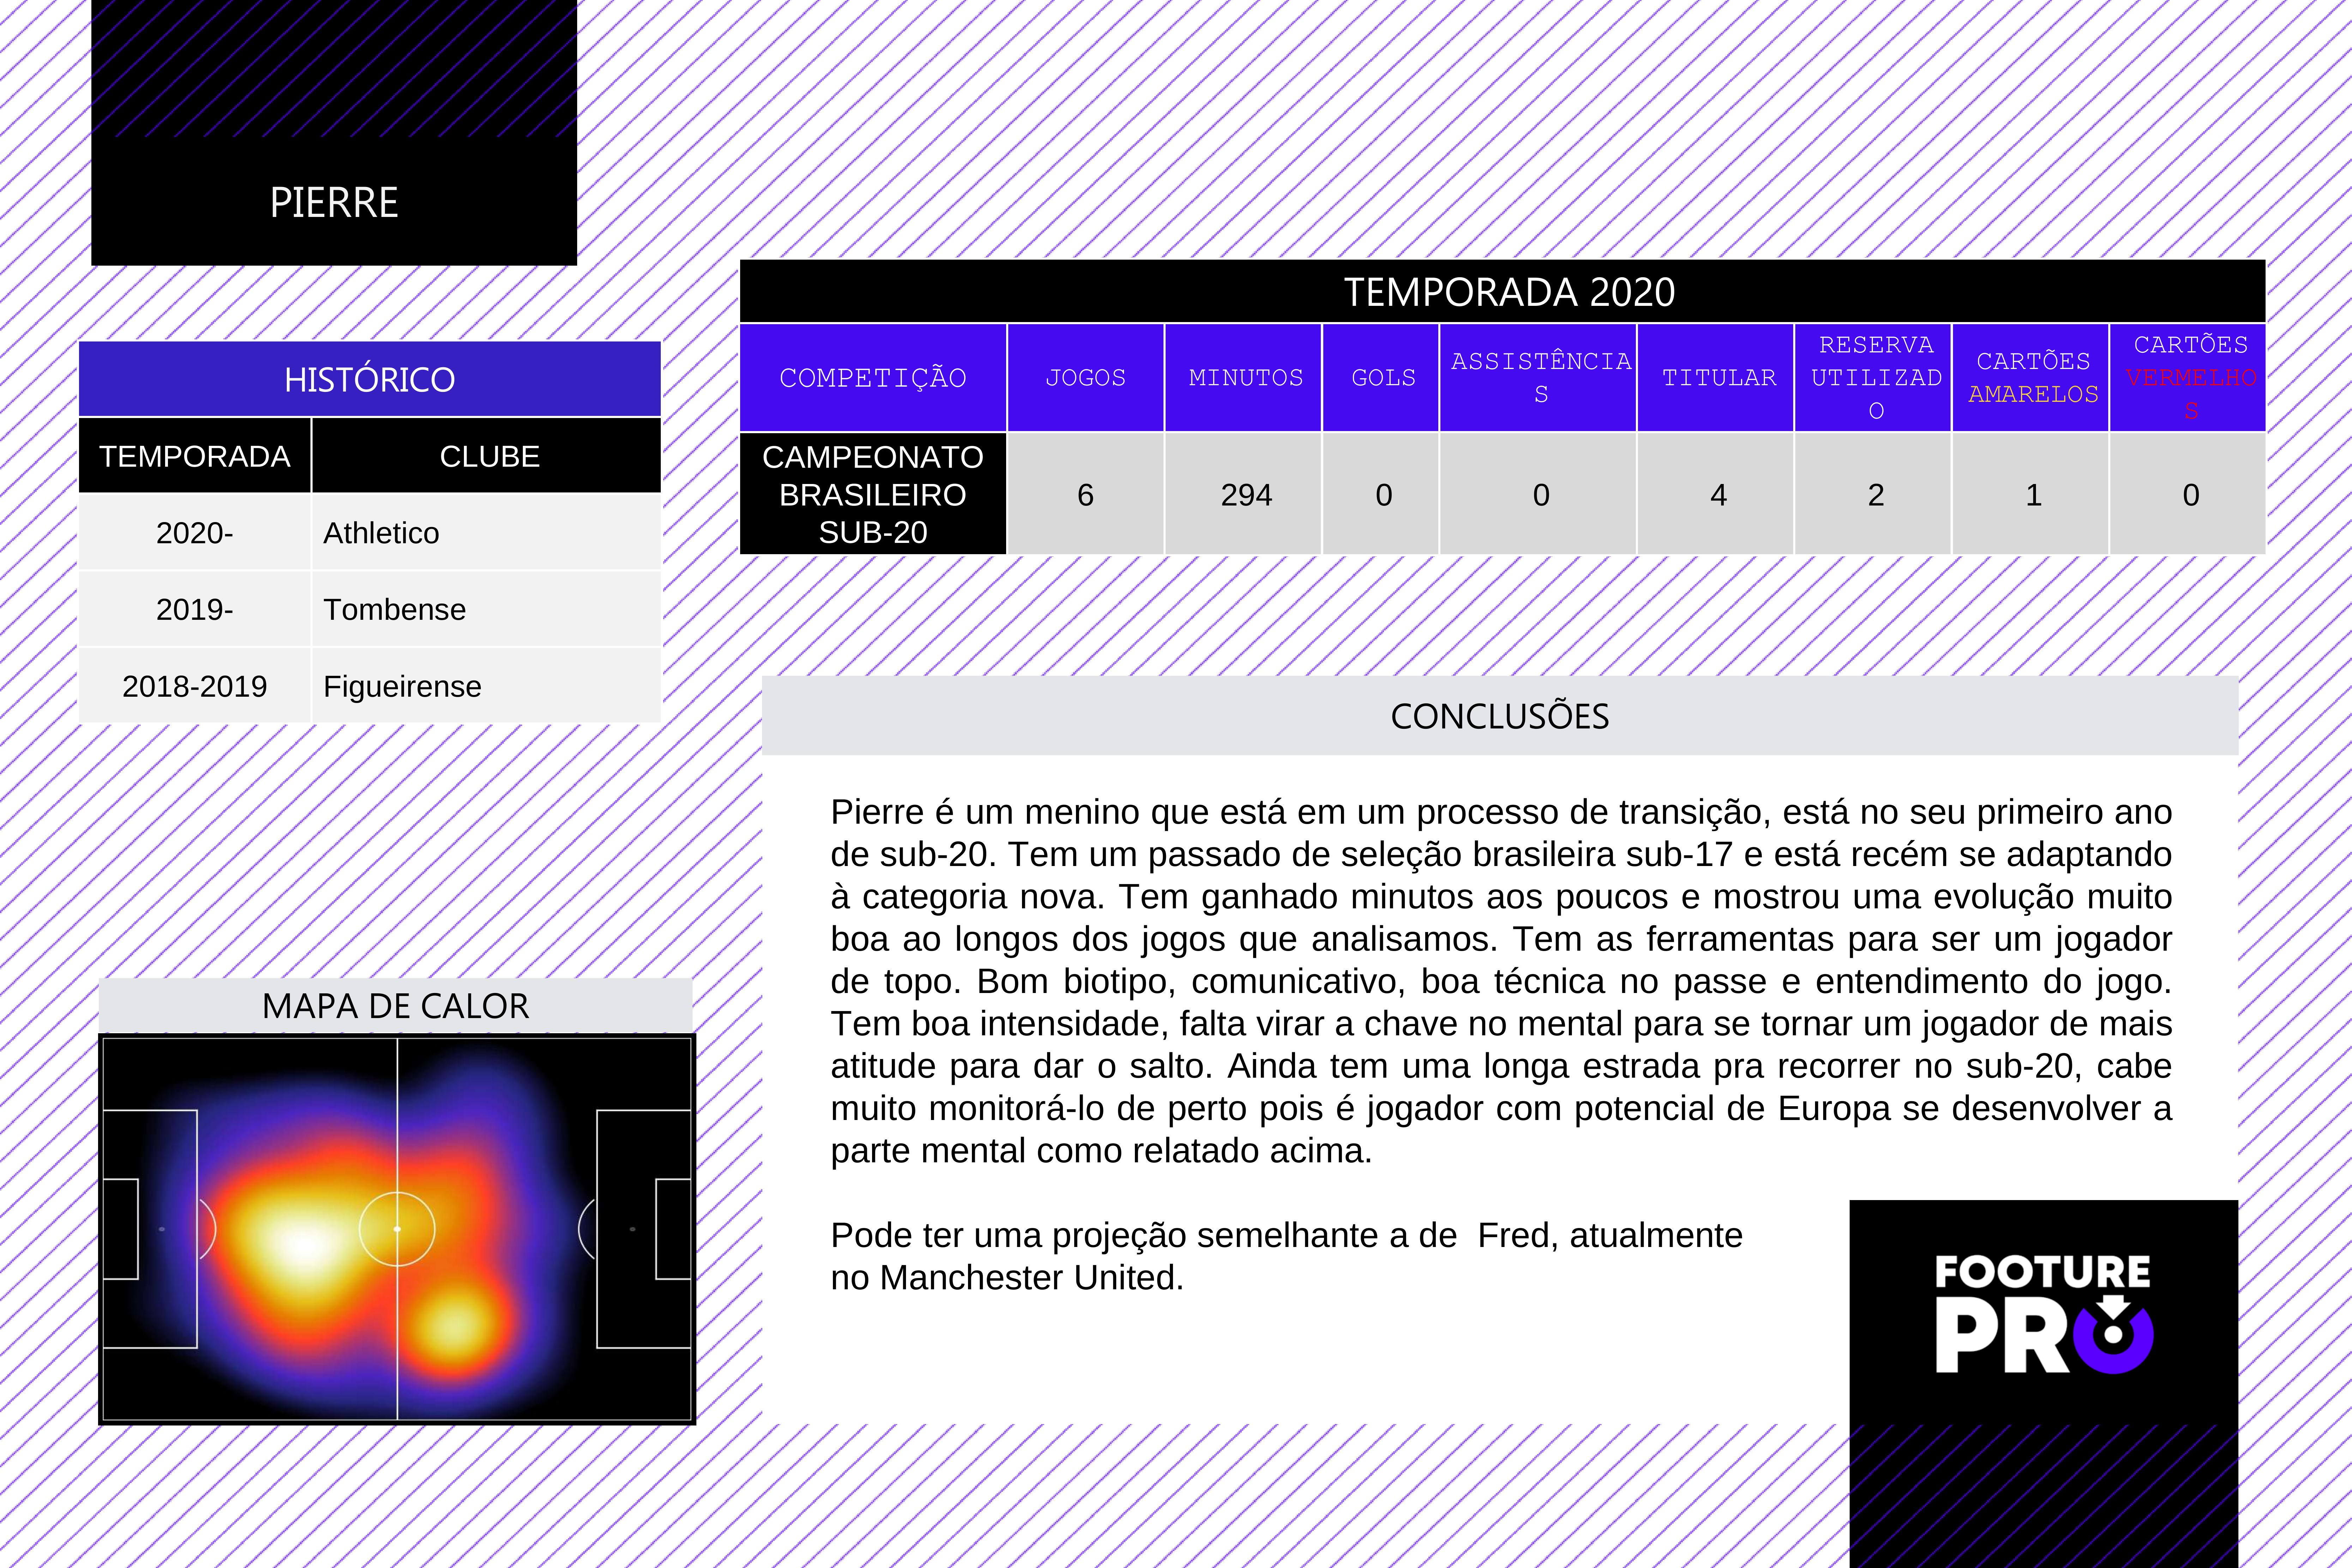 PIERRE
HISTÓRICO
TEMPORADA CLUBE
2020- Athletico
2019- Tombense
2018-2019 Figueirense
TEMPORADA 2020
COMPETIÇÃO JOGOS MINUTOS GOLS ASSISTÊNCIAS TITULAR RESERVA UTILIZADO CARTÕES AMARELOS CARTÕES VERMELHOS
CAMPEONATO BRASILEIRO SUB-20 6 294 0 0 4 2 1 0
CONCLUSÕES
Pierre é um menino que está em um processo de transição, está no seu primeiro ano
de sub-20. Tem um passado de seleção brasileira sub-17 e está recém se adaptando
à categoria nova. Tem ganhado minutos aos poucos e mostrou uma evolução muito
boa ao longos dos jogos que analisamos. Tem as ferramentas para ser um jogador
de topo. Bom biotipo, comunicativo, boa técnica no passe e entendimento do jogo.
Tem boa intensidade, falta virar a chave no mental para se tornar um jogador de mais
atitude para dar o salto. Ainda tem uma longa estrada pra recorrer no sub-20, cabe
muito monitorá-lo de perto pois é jogador com potencial de Europa se desenvolver a
parte mental como relatado acima.
Pode ter uma projeção semelhante a de  Fred, atualmente
no Manchester United.
MAPA DE CALOR
FOOTURE
PRO